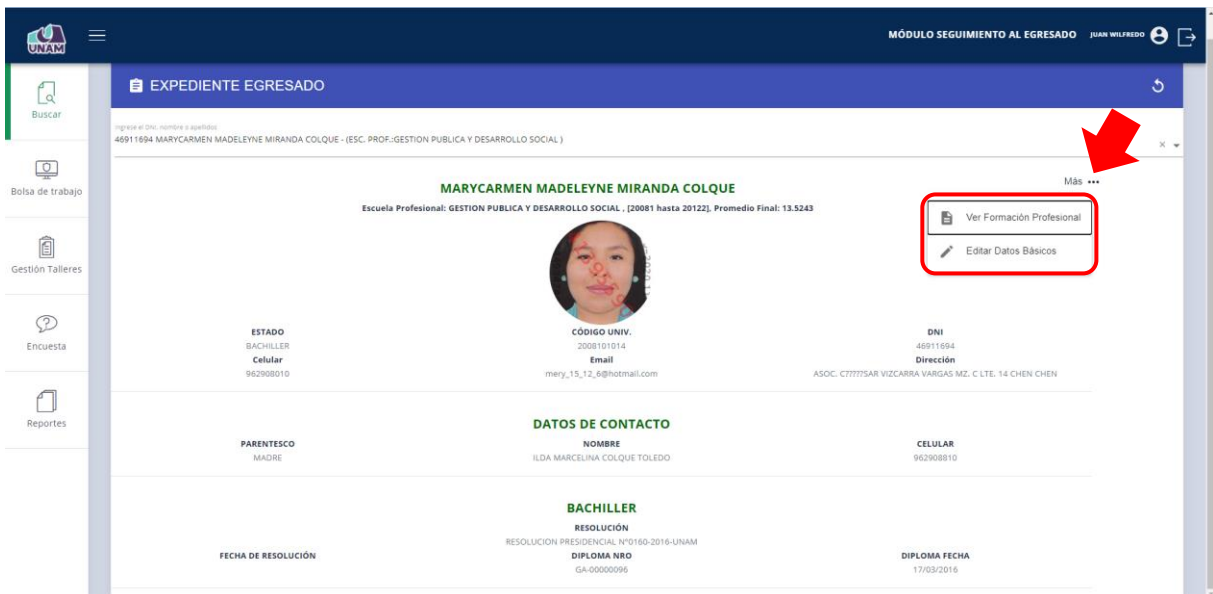 UNAM
MÓDULO SEGUIMIENTO AL EGRESADO JUAN WILFREDO
Buscar
Bolsa de trabajo
Gestión Talleres
Encuesta
Reportes
EXPEDIENTE EGRESADO
Ingrese el DNI, nombre o apellidos
46911694 MARYCARMEN MADELEYNE MIRANDA COLQUE - (ESC. PROF.:GESTION PUBLICA Y DESARROLLO SOCIAL )
Más •••
Ver Formación Profesional
Editar Datos Básicos
MARYCARMEN MADELEYNE MIRANDA COLQUE
Escuela Profesional: GESTION PUBLICA Y DESARROLLO SOCIAL , [20081 hasta 20122], Promedio Final: 13.5243
ESTADO CÓDIGO UNIV. DNI
BACHILLER 2008101014 46911694
Celular Email Dirección
962908010 mery_15_12_6@hotmail.com ASOC. C?????SAR VIZCARRA VARGAS MZ. C LTE. 14 CHEN CHEN
DATOS DE CONTACTO
PARENTESCO NOMBRE CELULAR
MADRE ILDA MARCELINA COLQUE TOLEDO 962908810
BACHILLER
RESOLUCIÓN
RESOLUCION PRESIDENCIAL N°0160-2016-UNAM
FECHA DE RESOLUCIÓN DIPLOMA NRO DIPLOMA FECHA
GA-00000096 17/03/2016